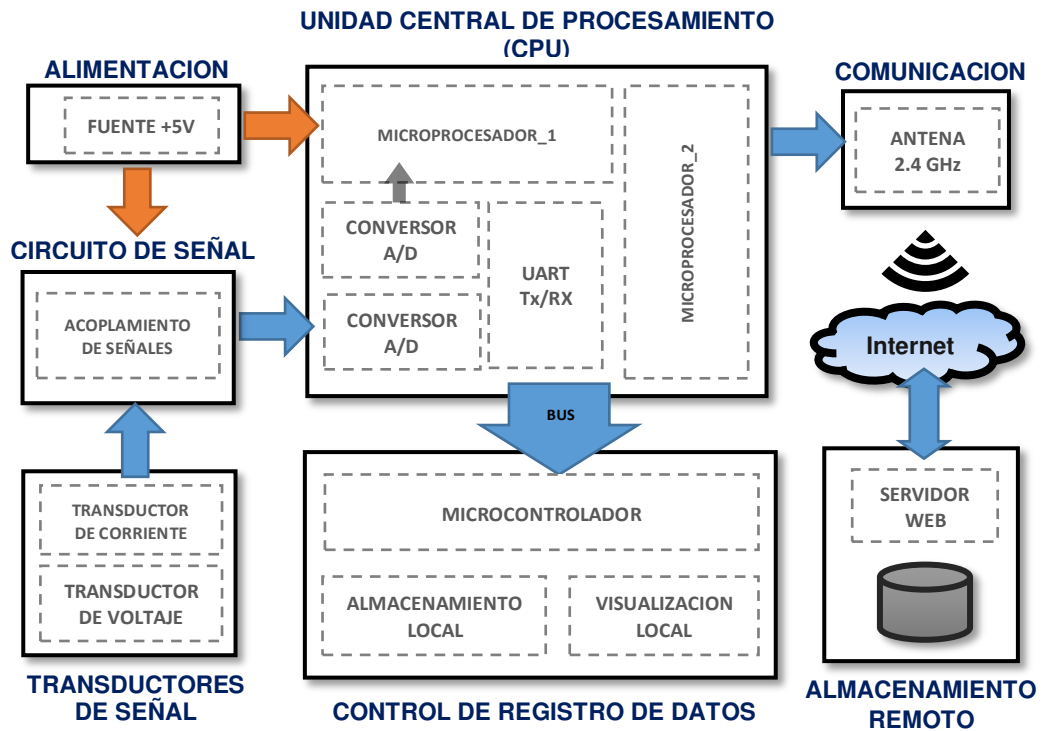 UNIDAD CENTRAL DE PROCESAMIENTO
(CPU)
ALIMENTACION
FUENTE +5V
CIRCUITO DE SEÑAL
ACOPLAMIENTO
DE SEÑALES
TRANSDUCTOR
DE CORRIENTE
TRANSDUCTOR
DE VOLTAJE
TRANSDUCTORES
DE SEÑAL
MICROPROCESADOR_1
CONVERSOR
A/D
CONVERSOR
A/D
UART
Tx/RX
MICROPROCESADOR_2
BUS
MICROCONTROLADOR
ALMACENAMIENTO
LOCAL
VISUALIZACION
LOCAL
CONTROL DE REGISTRO DE DATOS
COMUNICACION
ANTENA
2.4 GHz
Internet
SERVIDOR
WEB
ALMACENAMIENTO
REMOTO